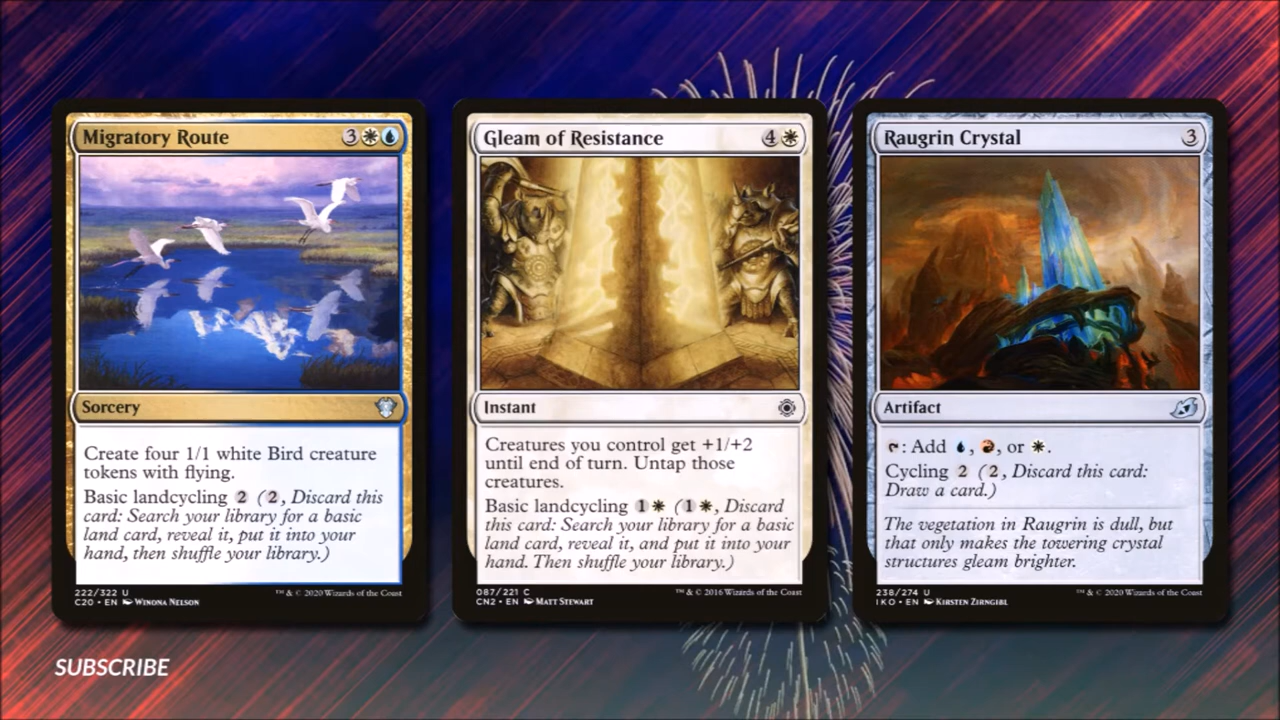 Migratory Route 3
Sorcery
Create four 1/1 white Bird creature
tokens with flying.
Basic landcycling 2 (2, Discard this
card: Search your library for a basic
land card, reveal it, put it into your
hand, then shuffle your library.)
222/322 U
C20 • EN Winona Nelson
™ & © 2020 Wizards of the Coast
Gleam of Resistance 4
Instant
Creatures you control get +1/+2
until end of turn. Untap those
creatures.
Basic landcycling 1 (1, Discard
this card: Search your library for a basic
land card, reveal it, and put it into your
hand. Then shuffle your library.)
087/221 C
CN2 • EN Matt Stewart
™ & © 2016 Wizards of the Coast
Raugrin Crystal 3
Artifact
: Add , , or .
Cycling 2 (2, Discard this card:
Draw a card.)
The vegetation in Raugrin is dull, but
that only makes the towering crystal
structures gleam brighter.
238/274 U
IKO • EN Kirsten Zirngibl
™ & © 2020 Wizards of the Coast
SUBSCRIBE